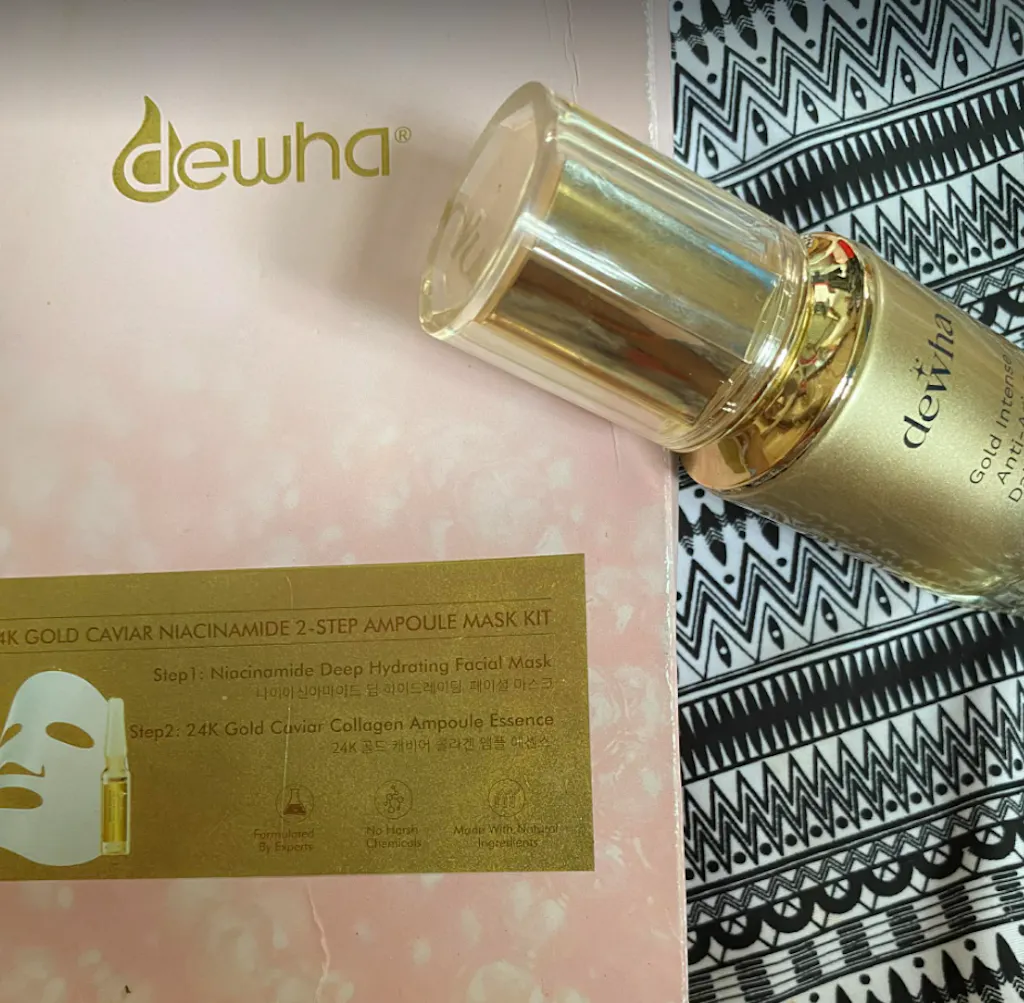 dewha®
dewha
Gold Intense
Anti-A
Da
4K GOLD CAVIAR NIACINAMIDE 2-STEP AMPOULE MASK KIT
Step1: Niacinamide Deep Hydrating Facial Mask
나이아신아마이드 딥 하이드레이팅 페이셜 마스크
Step2: 24K Gold Caviar Collagen Ampoule Essence
24K 골드 캐비어 콜라겐 앰플 에센스
Formulated
By Experts
No Harsh
Chemicals
Made With Natural
Ingredients